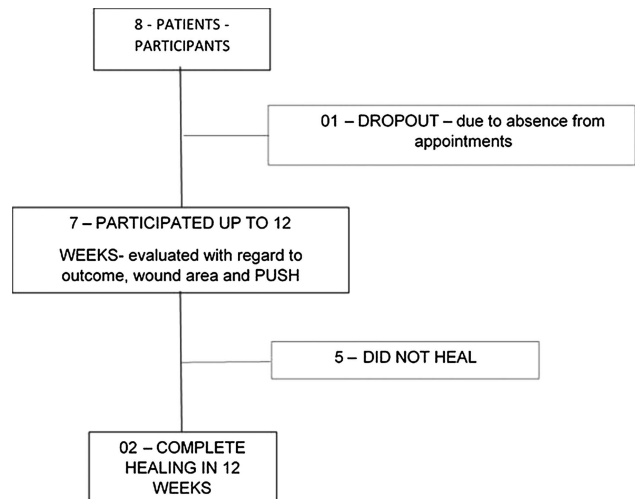 8 - PATIENTS -
PARTICIPANTS
01 – DROPOUT – due to absence from
appointments
7 – PARTICIPATED UP TO 12
WEEKS- evaluated with regard to
outcome, wound area and PUSH
5 – DID NOT HEAL
02 – COMPLETE
HEALING IN 12
WEEKS